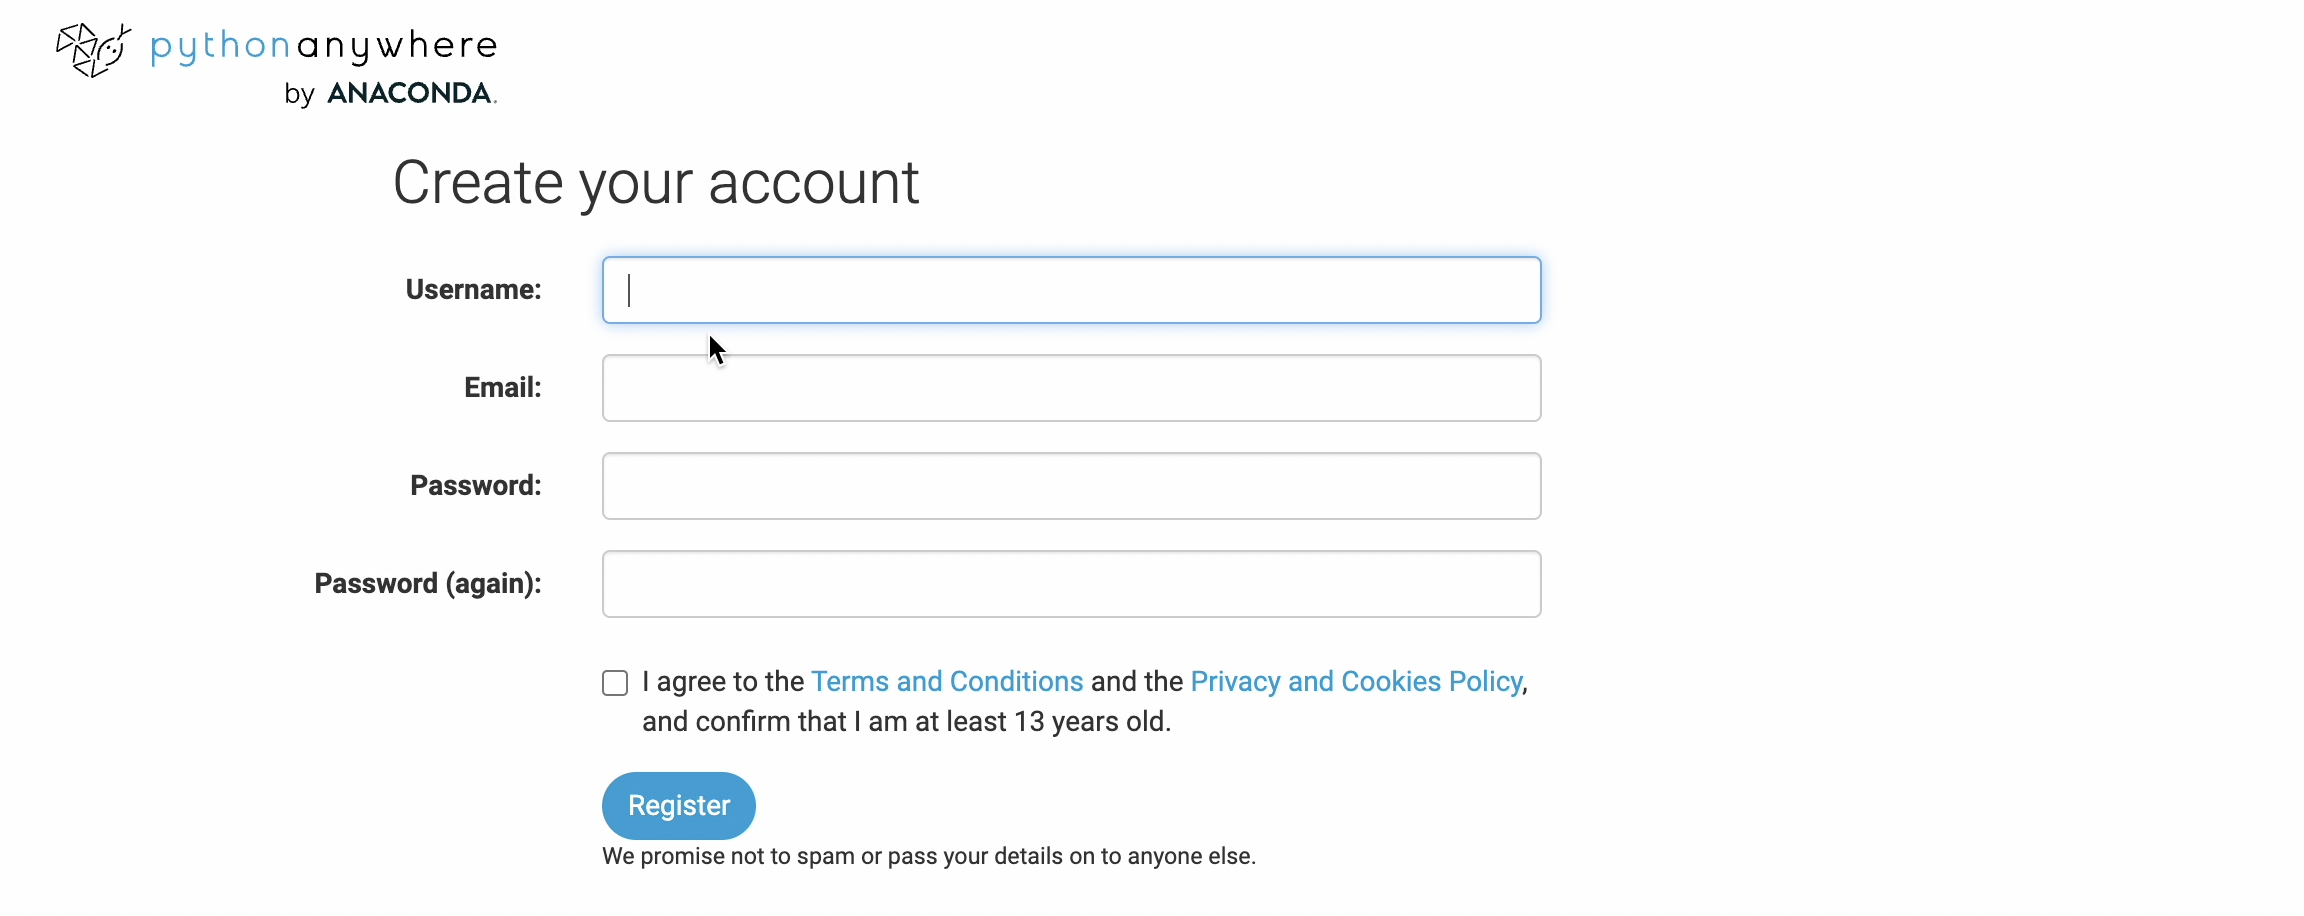 pythonanywhere
by ANACONDA.
Create your account
Username:
Email:
Password:
Password (again):
I agree to the Terms and Conditions and the Privacy and Cookies Policy,
and confirm that I am at least 13 years old.
Register
We promise not to spam or pass your details on to anyone else.